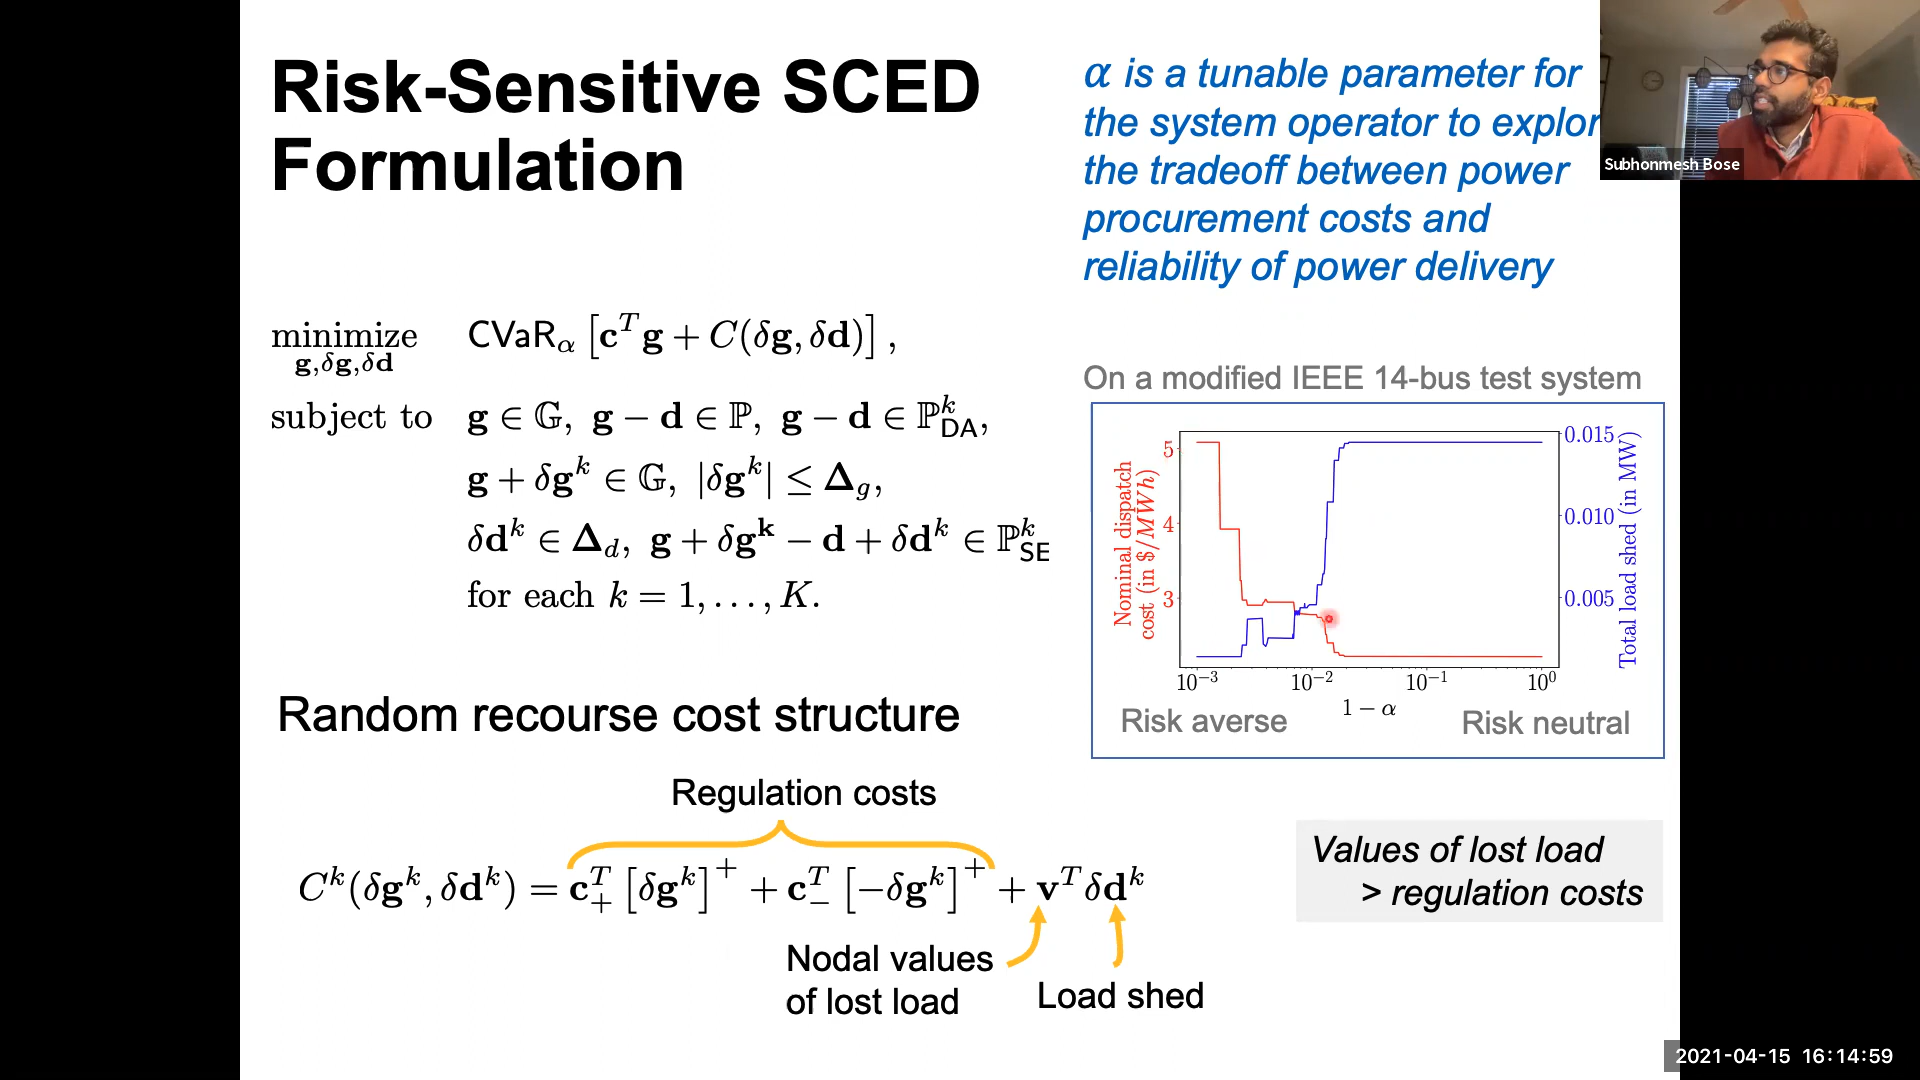 Risk-Sensitive SCED
Formulation
α is a tunable parameter for
the system operator to explor
the tradeoff between power
procurement costs and
reliability of power delivery
Subhonmesh Bose
minimize CVaR_α [c^T g + C(δg, δd)] ,
g,δg,δd
subject to g ∈ 𝔾, g − d ∈ ℙ, g − d ∈ ℙ^k_DA,
g + δg^k ∈ 𝔾, |δg^k| ≤ Δ_g,
δd^k ∈ Δ_d, g + δg^k − d + δd^k ∈ ℙ^k_SE
for each k = 1, . . . , K.
On a modified IEEE 14-bus test system
Nominal dispatch
cost (in $/MWh)
5
4
3
0.015
0.010
0.005
Total load shed (in MW)
10^−3 10^−2 10^−1 10^0
1 − α
Risk averse Risk neutral
Random recourse cost structure
Regulation costs
C^k(δg^k, δd^k) = c_+^T [δg^k]^+ + c_−^T [−δg^k]^+ + v^T δd^k
Nodal values
of lost load
Load shed
Values of lost load
> regulation costs
2021-04-15 16:14:59